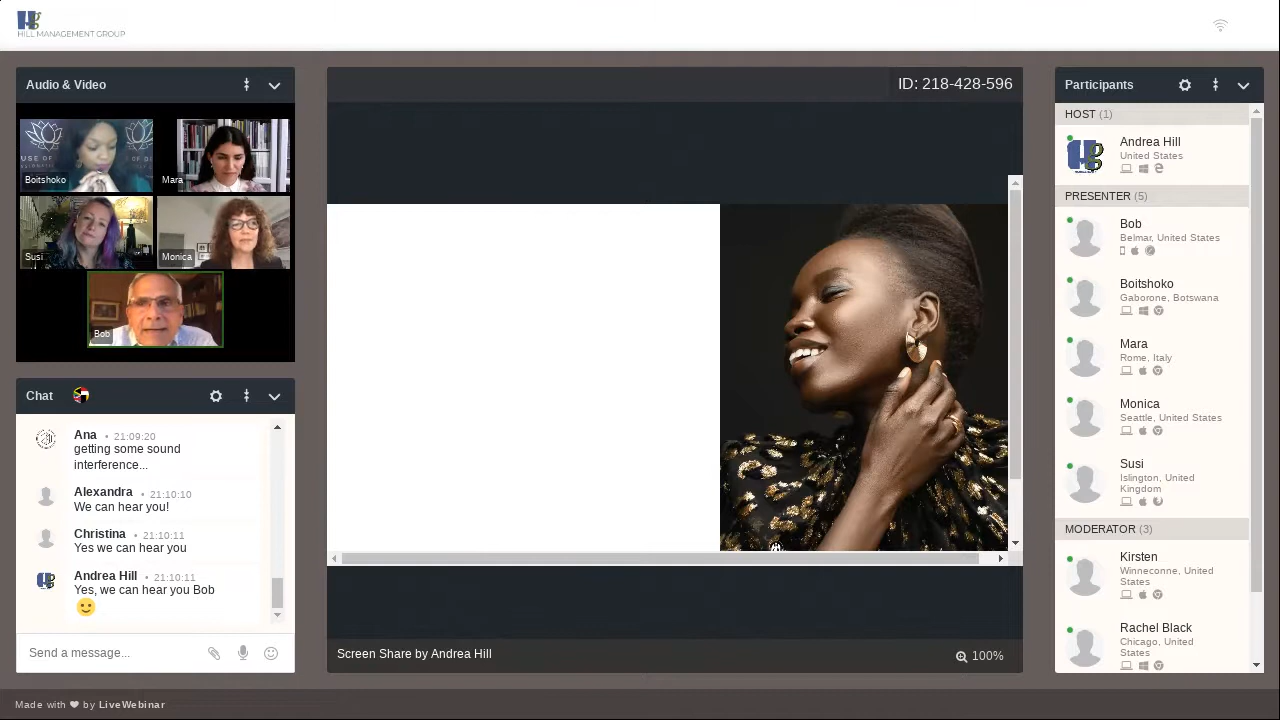 Hg
HILL MANAGEMENT GROUP
Audio & Video
USE OF
OF D
Boitshoko
Mara
Susi
Monica
Bob
Chat
Ana • 21:09:20
getting some sound
interference...
Alexandra • 21:10:10
We can hear you!
Christina • 21:10:11
Yes we can hear you
Andrea Hill • 21:10:11
Yes, we can hear you Bob
Send a message...
ID: 218-428-596
Screen Share by Andrea Hill
100%
Participants
HOST (1)
Andrea Hill
United States
PRESENTER (5)
Bob
Belmar, United States
Boitshoko
Gaborone, Botswana
Mara
Rome, Italy
Monica
Seattle, United States
Susi
Islington, United
Kingdom
MODERATOR (3)
Kirsten
Winneconne, United
States
Rachel Black
Chicago, United
States
Made with ❤ by LiveWebinar